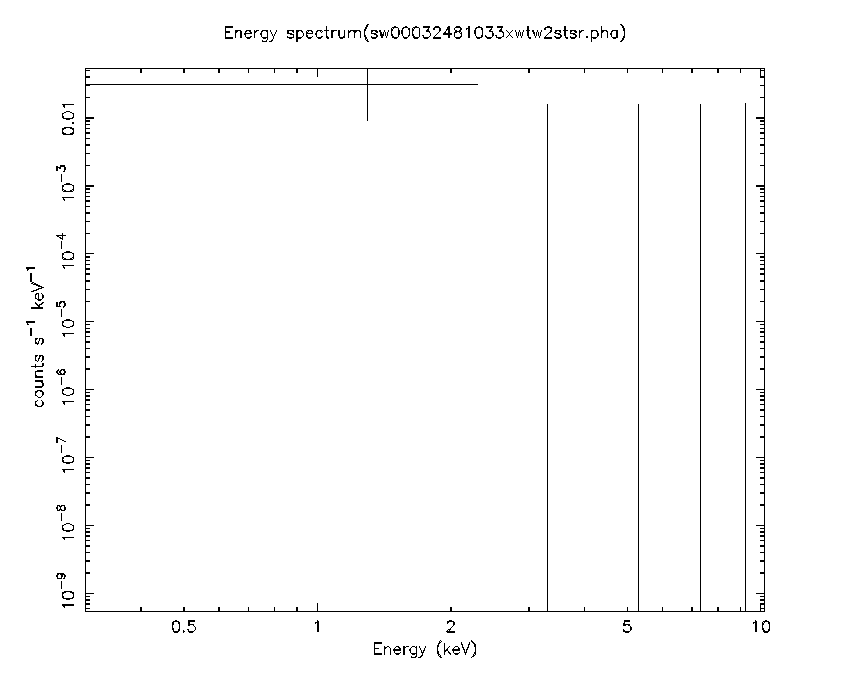 Energy spectrum(sw00032481033xwtw2stsr.pha)
0.01
10⁻³
10⁻⁴
10⁻⁵
10⁻⁶
10⁻⁷
10⁻⁸
10⁻⁹
counts s⁻¹ keV⁻¹
0.5 1 2 5 10
Energy (keV)